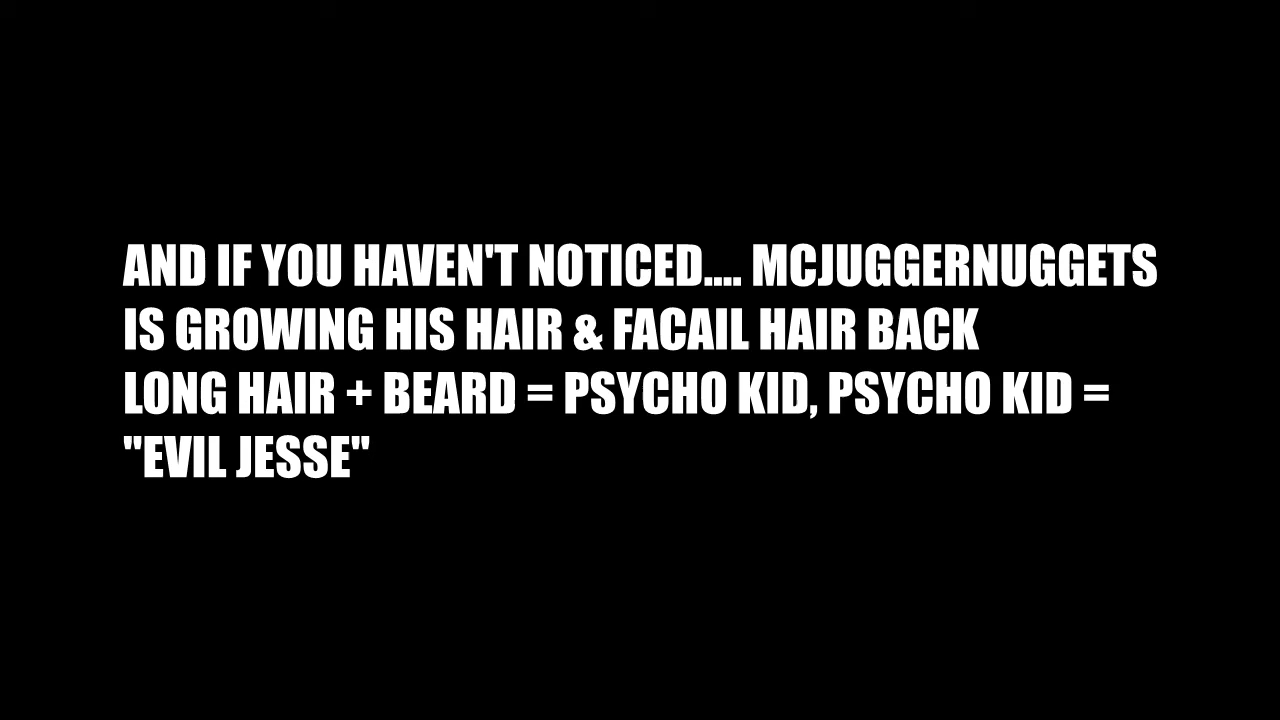 AND IF YOU HAVEN'T NOTICED.... MCJUGGERNUGGETS
IS GROWING HIS HAIR & FACAIL HAIR BACK
LONG HAIR + BEARD = PSYCHO KID, PSYCHO KID =
"EVIL JESSE"